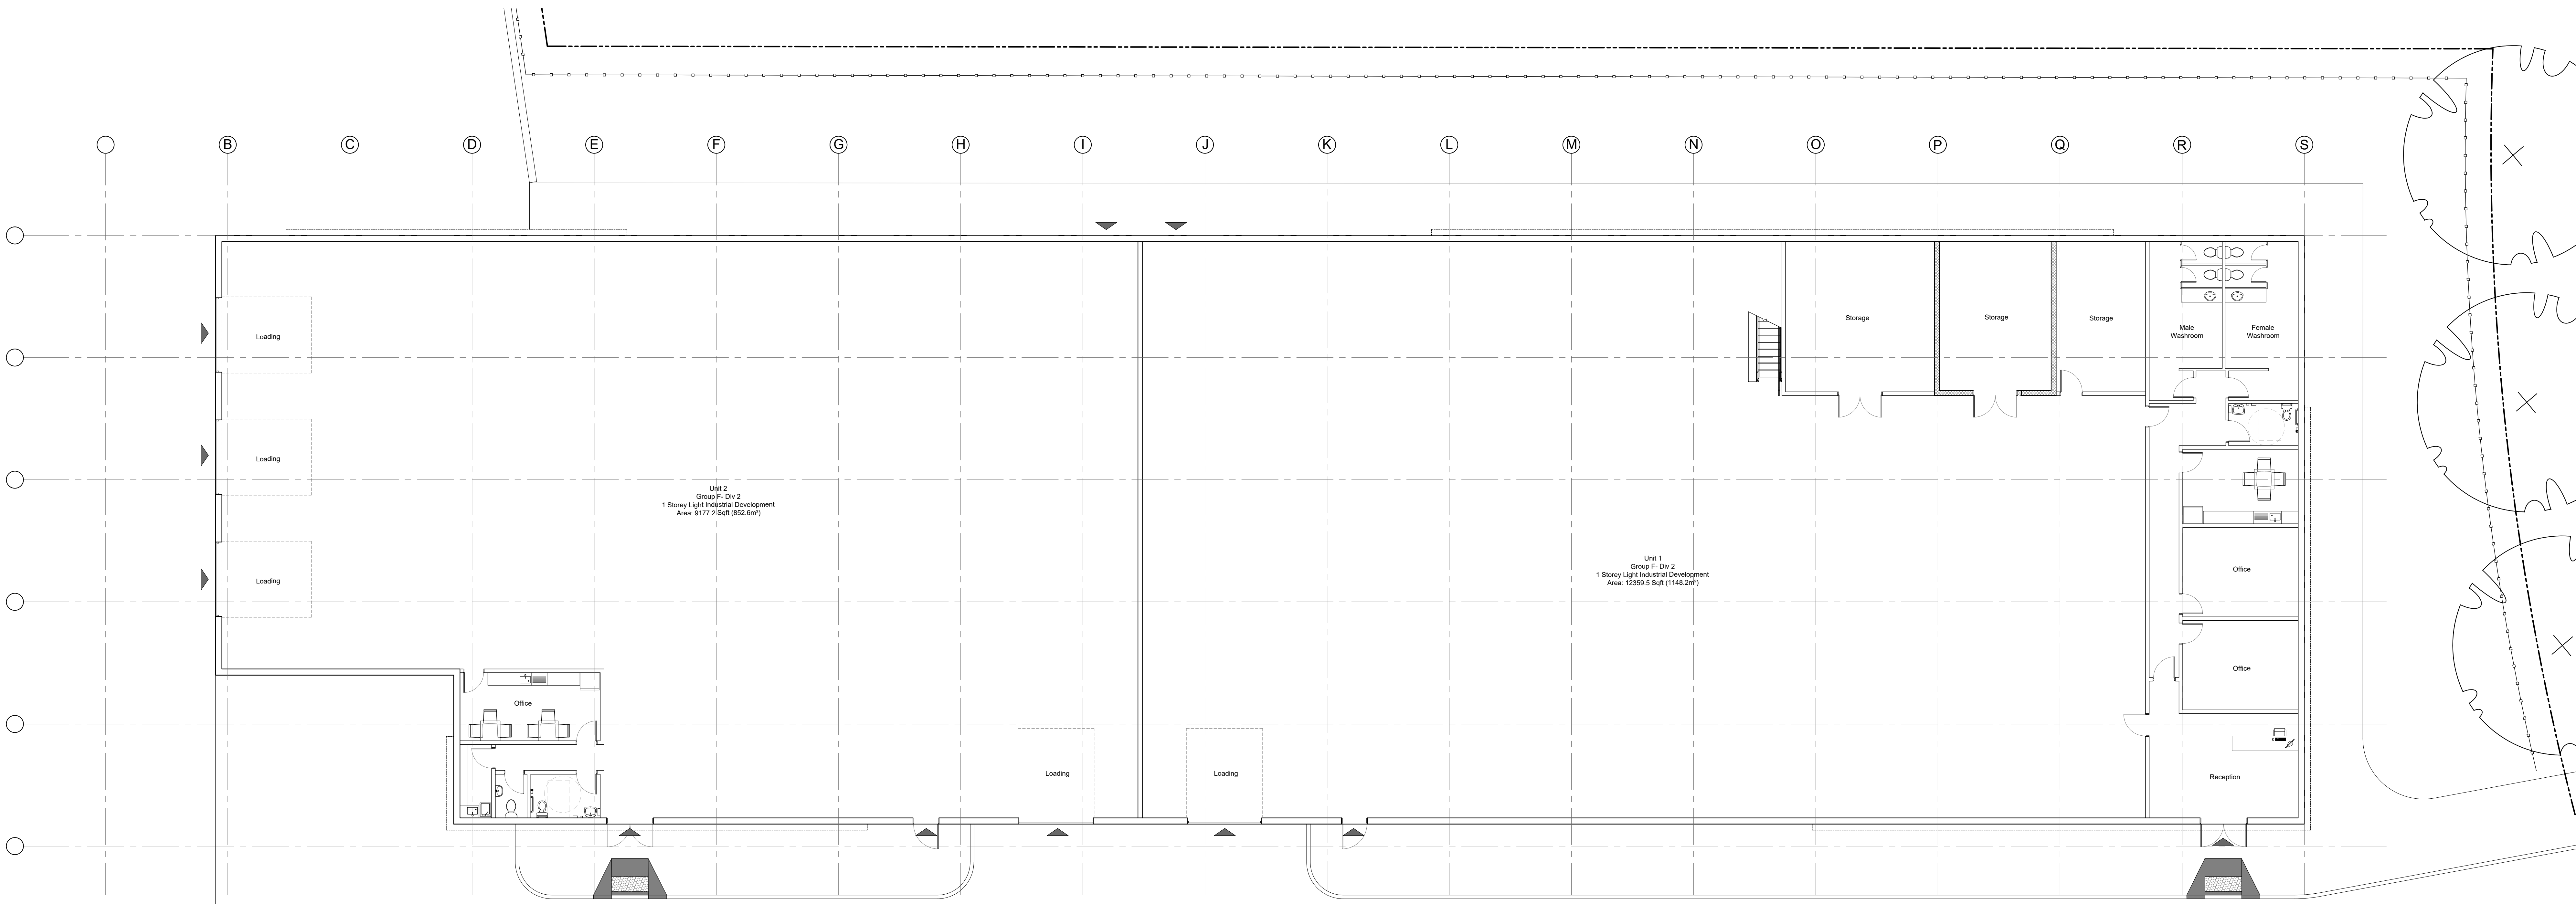 B
C
D
E
F
G
H
I
J
K
L
M
N
O
P
Q
R
S
Loading
Storage
Storage
Storage
Male
Washroom
Female
Washroom
Loading
Unit 2
Group F- Div 2
1 Storey Light Industrial Development
Area: 9177.2 Sqft (852.6m²)
Unit 1
Group F- Div 2
1 Storey Light Industrial Development
Area: 12359.5 Sqft (1148.2m²)
Loading
Office
Office
Office
Loading
Loading
Reception